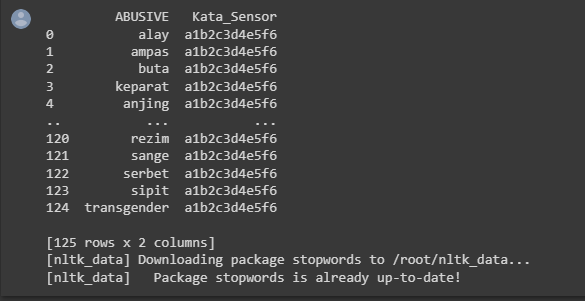 ABUSIVE Kata_Sensor
0 alay a1b2c3d4e5f6
1 ampas a1b2c3d4e5f6
2 buta a1b2c3d4e5f6
3 keparat a1b2c3d4e5f6
4 anjing a1b2c3d4e5f6
.. ... ...
120 rezim a1b2c3d4e5f6
121 sange a1b2c3d4e5f6
122 serbet a1b2c3d4e5f6
123 sipit a1b2c3d4e5f6
124 transgender a1b2c3d4e5f6
[125 rows x 2 columns]
[nltk_data] Downloading package stopwords to /root/nltk_data...
[nltk_data] Package stopwords is already up-to-date!